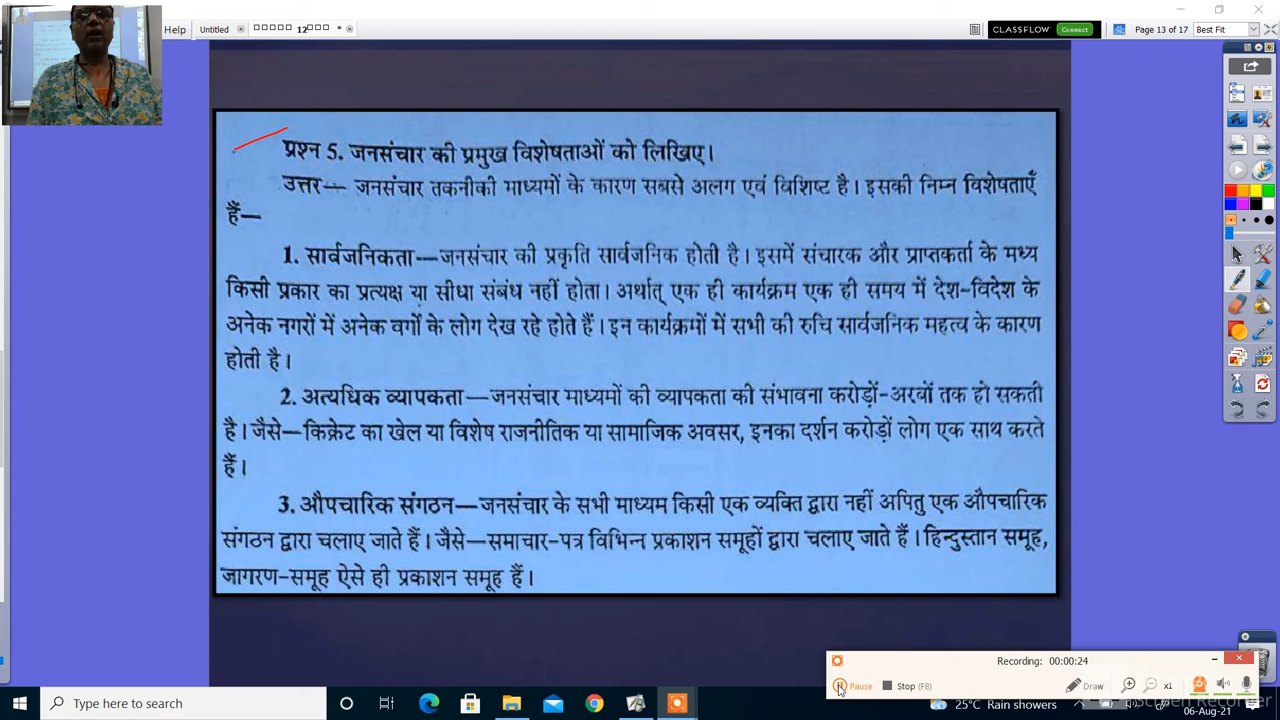 Help
Untitled
12
*
CLASSFLOW Connect
Page 13 of 17
Best Fit
प्रश्न 5. जनसंचार की प्रमुख विशेषताओं को लिखिए।
उत्तर— जनसंचार तकनीकी माध्यमों के कारण सबसे अलग एवं विशिष्ट है। इसकी निम्न विशेषताएँ
हैं—
1. सार्वजनिकता—जनसंचार की प्रकृति सार्वजनिक होती है। इसमें संचारक और प्राप्तकर्ता के मध्य
किसी प्रकार का प्रत्यक्ष या सीधा संबंध नहीं होता। अर्थात् एक ही कार्यक्रम एक ही समय में देश-विदेश के
अनेक नगरों में अनेक वर्गों के लोग देख रहे होते हैं। इन कार्यक्रमों में सभी की रुचि सार्वजनिक महत्व के कारण
होती है।
2. अत्यधिक व्यापकता—जनसंचार माध्यमों की व्यापकता की संभावना करोड़ों-अरबों तक हो सकती
है। जैसे—किक्रेट का खेल या विशेष राजनीतिक या सामाजिक अवसर, इनका दर्शन करोड़ों लोग एक साथ करते
हैं।
3. औपचारिक संगठन—जनसंचार के सभी माध्यम किसी एक व्यक्ति द्वारा नहीं अपितु एक औपचारिक
संगठन द्वारा चलाए जाते हैं। जैसे—समाचार-पत्र विभिन्न प्रकाशन समूहों द्वारा चलाए जाते हैं। हिन्दुस्तान समूह,
जागरण-समूह ऐसे ही प्रकाशन समूह हैं।
Recording: 00:00:24
Pause
Stop (F8)
Draw
x1
Type here to search
25°C Rain showers
06-Aug-21